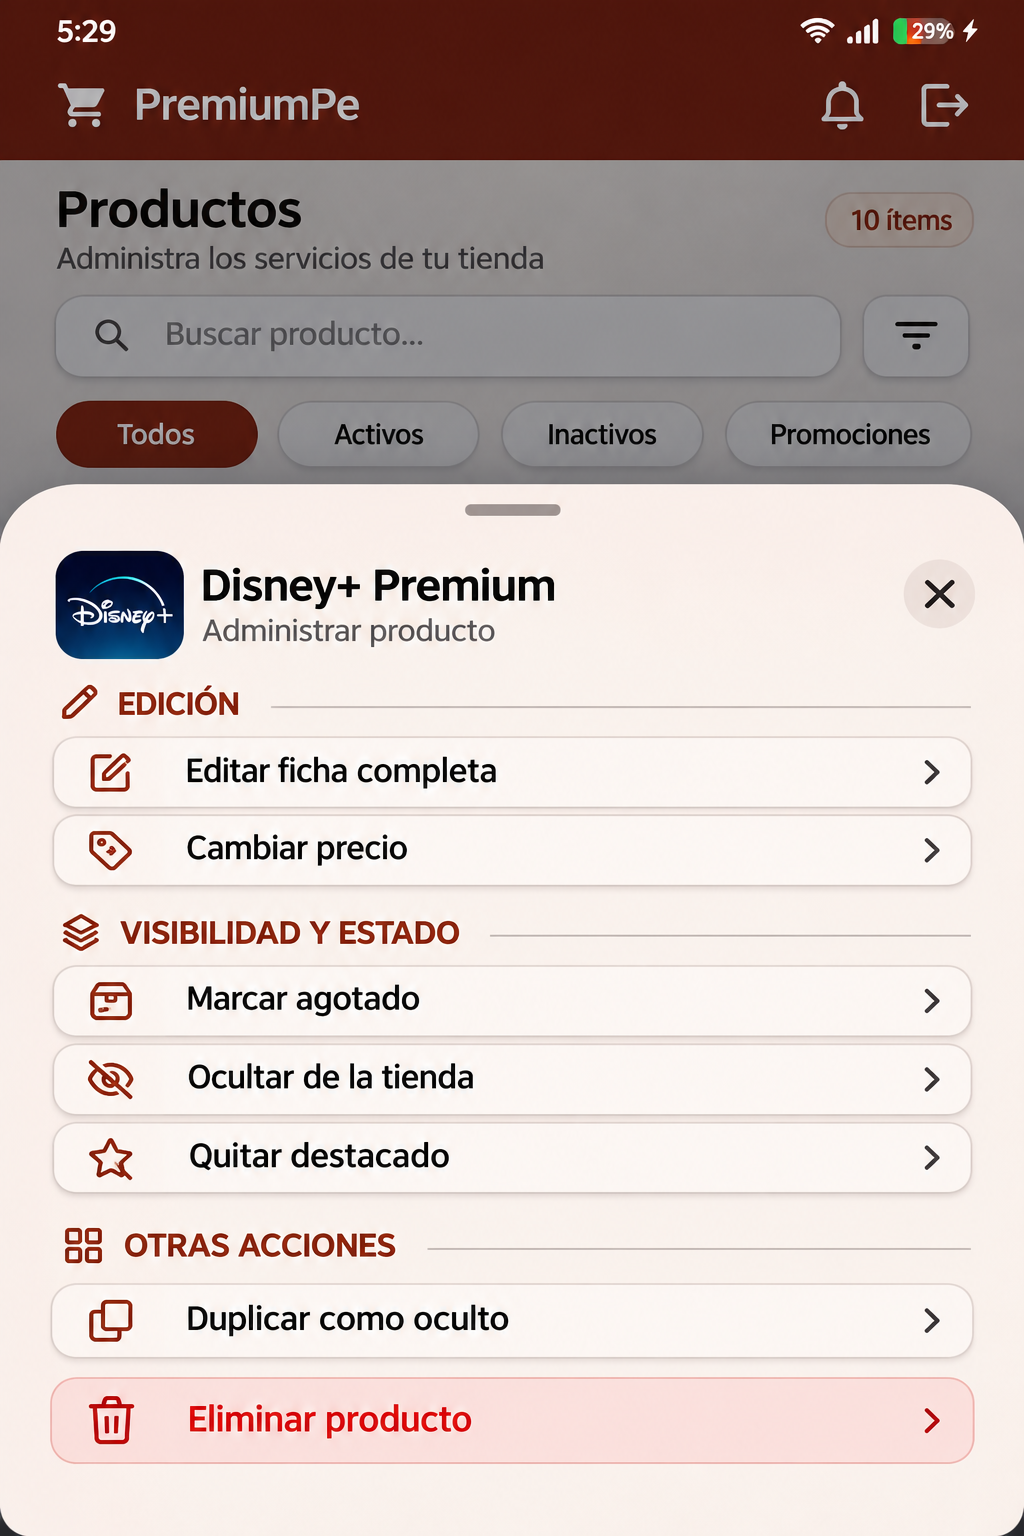 5:29
29%
PremiumPe
Productos
10 ítems
Administra los servicios de tu tienda
Buscar producto...
Todos
Activos
Inactivos
Promociones
Disney+
Disney+ Premium
Administrar producto
EDICIÓN
Editar ficha completa
Cambiar precio
VISIBILIDAD Y ESTADO
Marcar agotado
Ocultar de la tienda
Quitar destacado
OTRAS ACCIONES
Duplicar como oculto
Eliminar producto